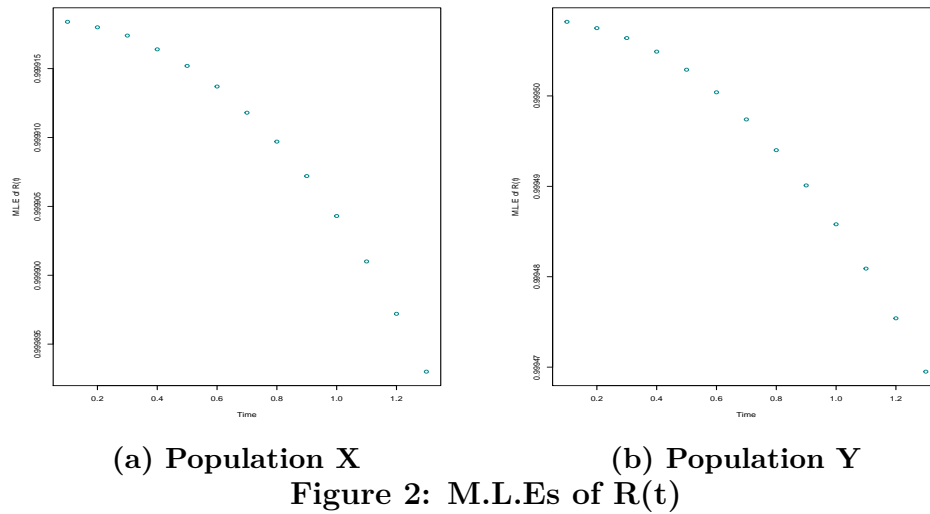 0.999915
0.999910
0.999905
0.999900
0.999895
M.L.E of R(t)
0.2 0.4 0.6 0.8 1.0 1.2
Time
0.99950
0.99949
0.99948
0.99947
M.L.E of R(t)
0.2 0.4 0.6 0.8 1.0 1.2
Time
(a) Population X
(b) Population Y
Figure 2: M.L.Es of R(t)